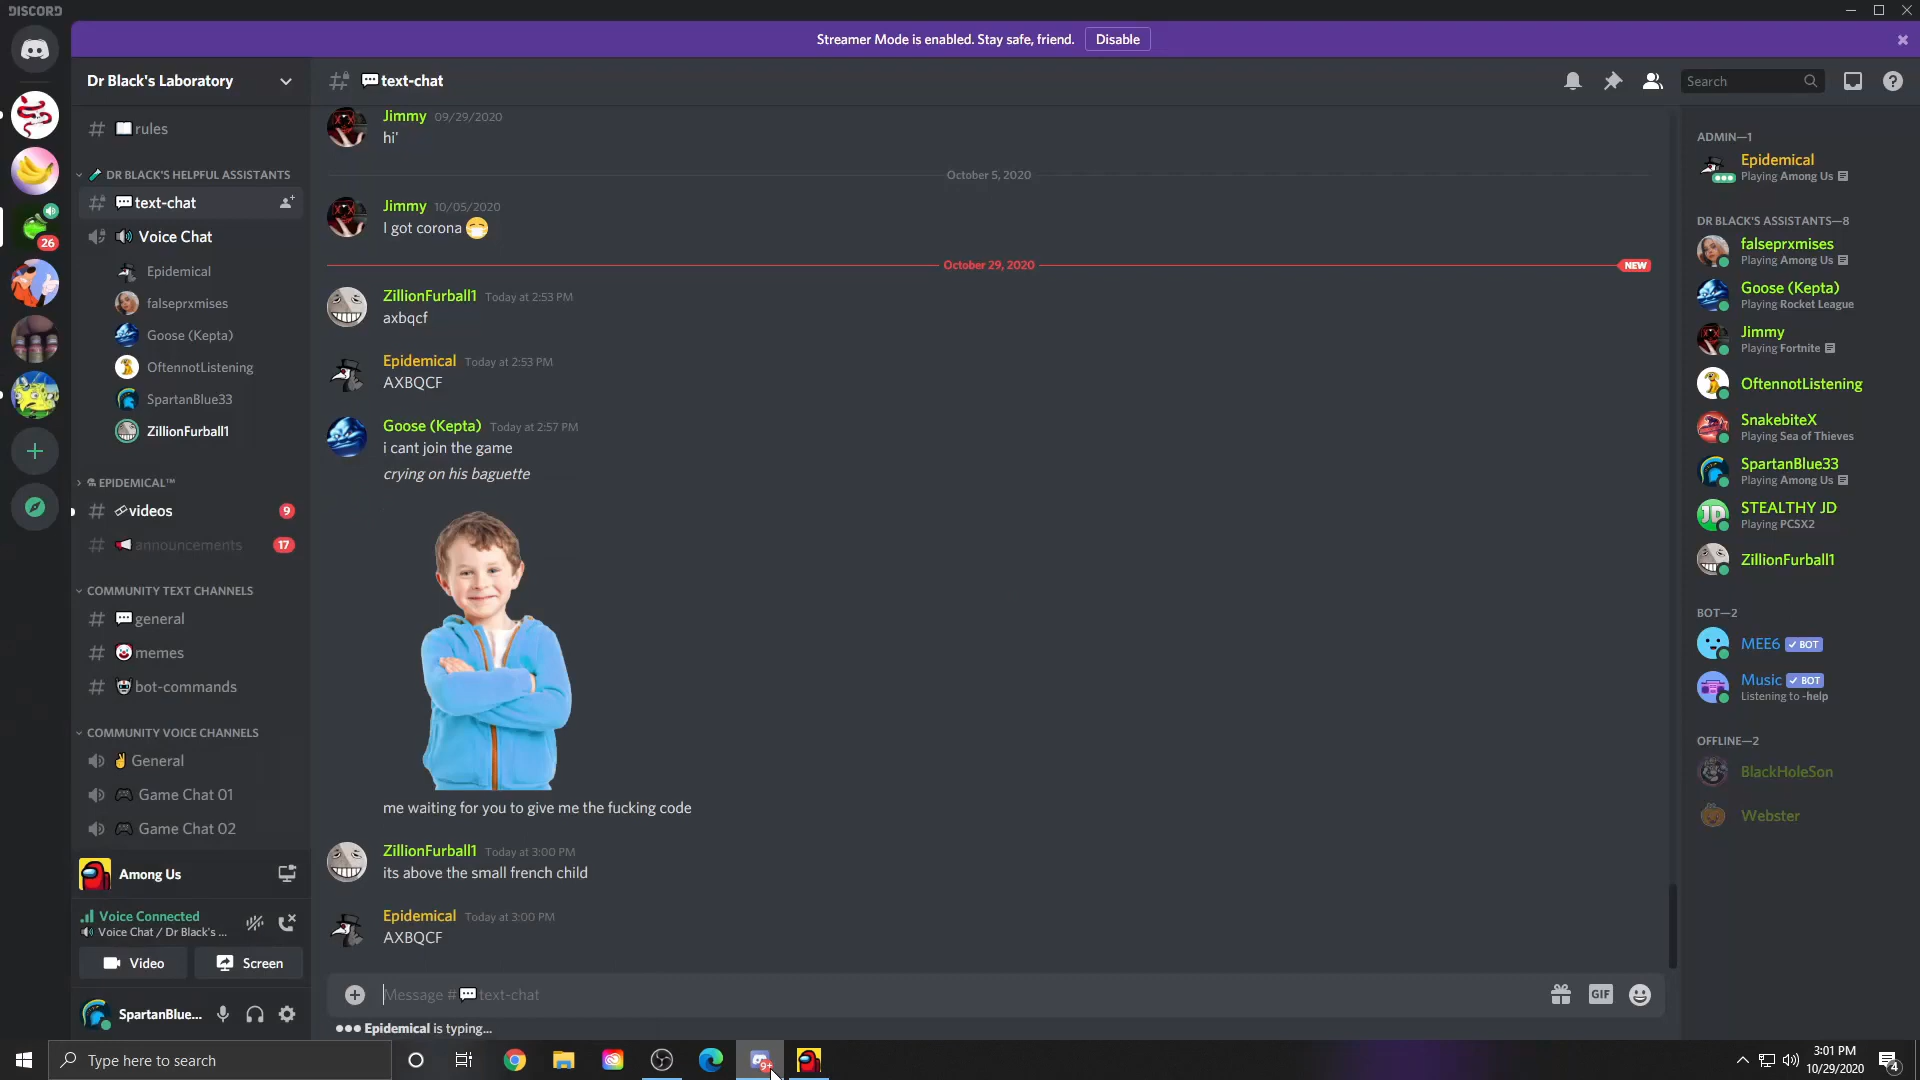 DISCORD
Streamer Mode is enabled. Stay safe, friend.
Disable
Dr Black's Laboratory
text-chat
Search
rules
DR BLACK'S HELPFUL ASSISTANTS
text-chat
Voice Chat
Epidemical
falseprxmises
Goose (Kepta)
OftennotListening
SpartanBlue33
ZillionFurball1
26
EPIDEMICAL™
videos
9
announcements
17
COMMUNITY TEXT CHANNELS
general
memes
bot-commands
COMMUNITY VOICE CHANNELS
General
Game Chat 01
Game Chat 02
Among Us
Voice Connected
Voice Chat / Dr Black's ...
Video
Screen
SpartanBlue...
Jimmy 09/29/2020
hi'
October 5, 2020
Jimmy 10/05/2020
I got corona
October 29, 2020
NEW
ZillionFurball1 Today at 2:53 PM
axbqcf
Epidemical Today at 2:53 PM
AXBQCF
Goose (Kepta) Today at 2:57 PM
i cant join the game
crying on his baguette
me waiting for you to give me the fucking code
ZillionFurball1 Today at 3:00 PM
its above the small french child
Epidemical Today at 3:00 PM
AXBQCF
Message # text-chat
GIF
Epidemical is typing...
ADMIN—1
Epidemical
Playing Among Us
DR BLACK'S ASSISTANTS—8
falseprxmises
Playing Among Us
Goose (Kepta)
Playing Rocket League
Jimmy
Playing Fortnite
OftennotListening
SnakebiteX
Playing Sea of Thieves
SpartanBlue33
Playing Among Us
JD
STEALTHY JD
Playing PCSX2
ZillionFurball1
BOT—2
MEE6 BOT
Music BOT
Listening to -help
OFFLINE—2
BlackHoleSon
Webster
Type here to search
9+
3:01 PM
10/29/2020
4